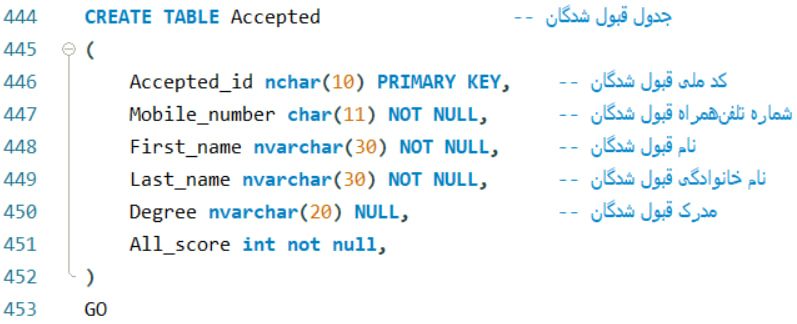 444 CREATE TABLE Accepted -- جدول قبول شدگان
445 (
446 Accepted_id nchar(10) PRIMARY KEY, -- کد ملی قبول شدگان
447 Mobile_number char(11) NOT NULL, -- شماره تلفن‌همراه قبول شدگان
448 First_name nvarchar(30) NOT NULL, -- نام قبول شدگان
449 Last_name nvarchar(30) NOT NULL, -- نام خانوادگی قبول شدگان
450 Degree nvarchar(20) NULL, -- مدرک قبول شدگان
451 All_score int not null,
452 )
453 GO